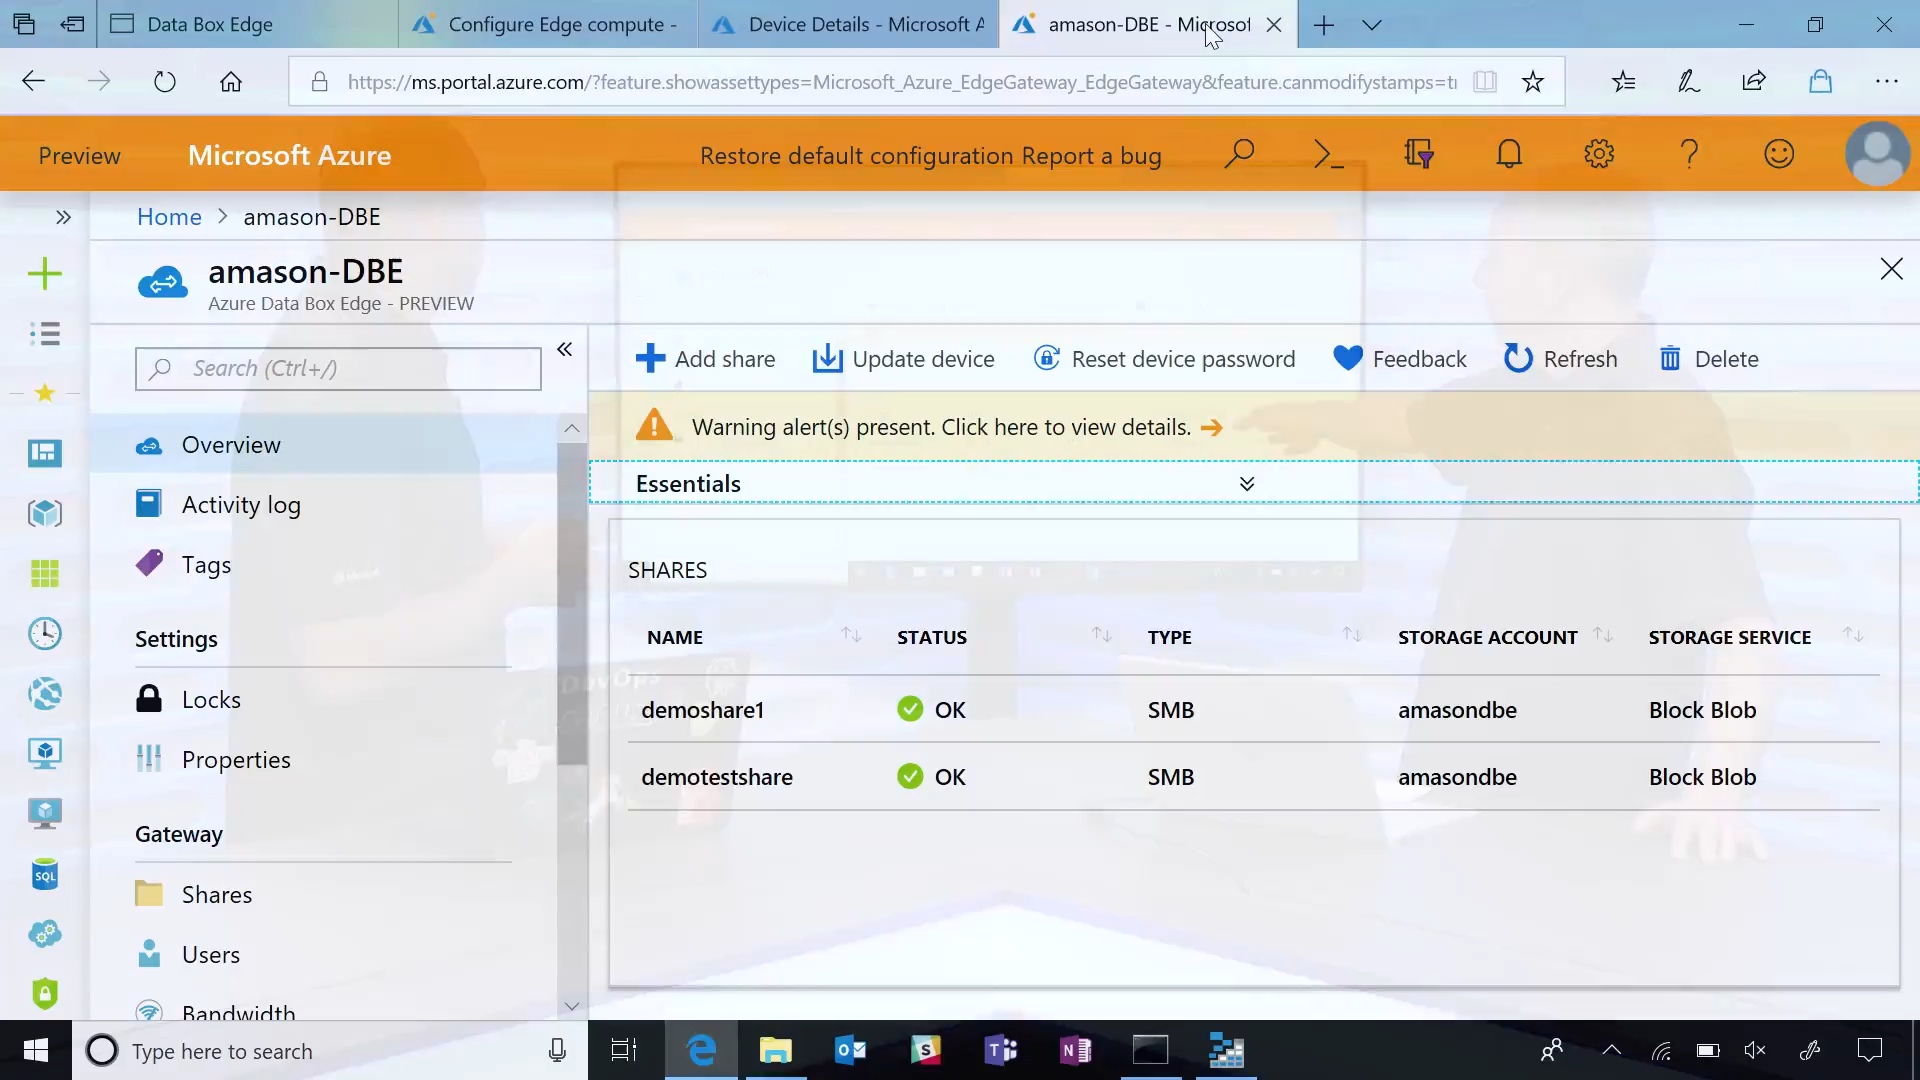 Data Box Edge
Configure Edge compute -
Device Details - Microsoft A
amason-DBE - Microsof
https://ms.portal.azure.com/?feature.showassettypes=Microsoft_Azure_EdgeGateway_EdgeGateway&feature.canmodifystamps=tr
Preview
Microsoft Azure
Restore default configuration Report a bug
Home > amason-DBE
amason-DBE
Azure Data Box Edge - PREVIEW
Search (Ctrl+/)
Add share
Update device
Reset device password
Feedback
Refresh
Delete
Warning alert(s) present. Click here to view details.
Overview
Activity log
Tags
Settings
Locks
Properties
Gateway
Shares
Users
Bandwidth
Essentials
SHARES
NAME STATUS TYPE STORAGE ACCOUNT STORAGE SERVICE
demoshare1 OK SMB amasondbe Block Blob
demotestshare OK SMB amasondbe Block Blob
DevOps
SQL
Type here to search